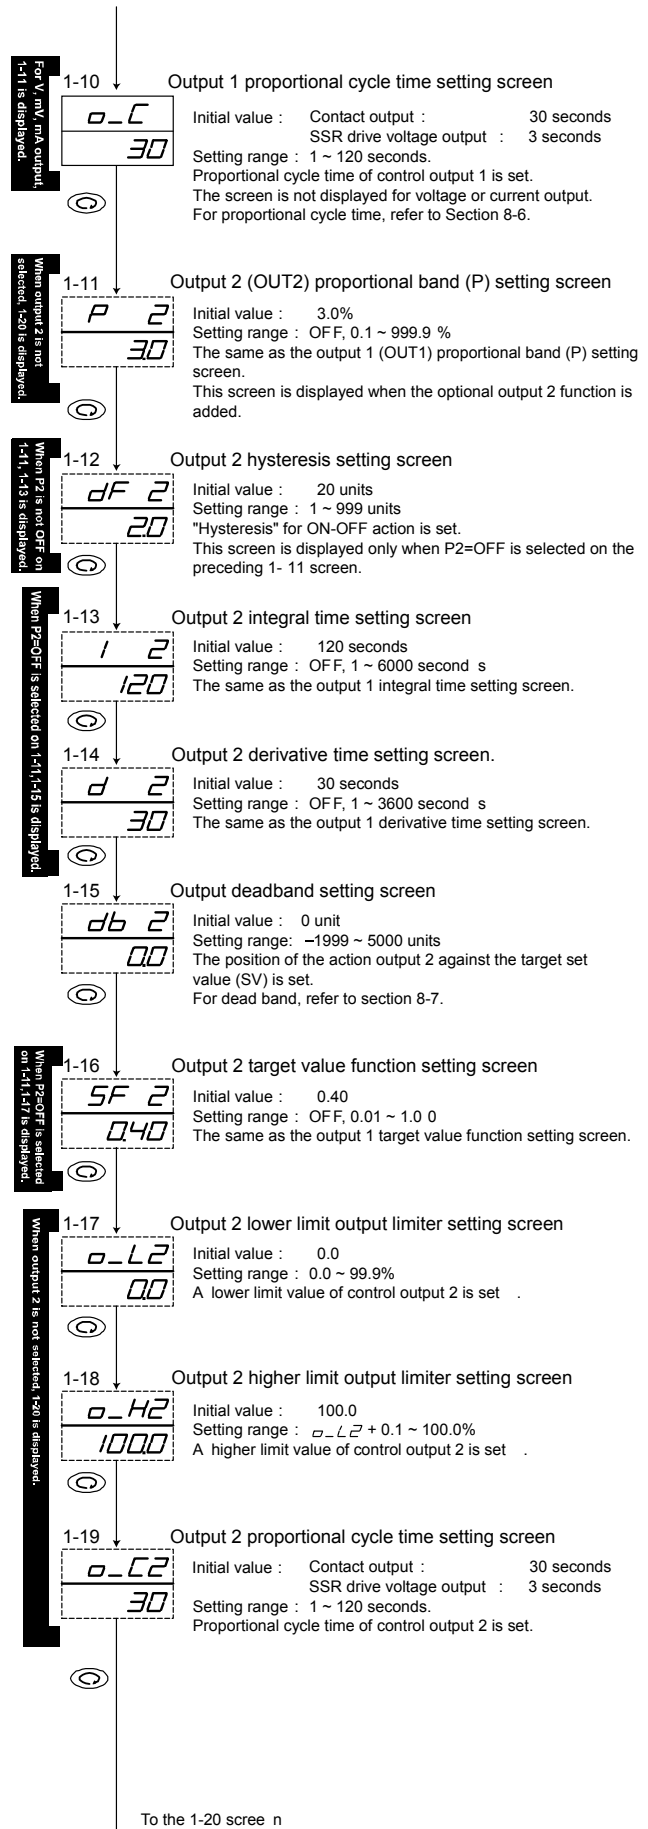 For V, mV, mA output,
1-11 is displayed.
1-10
Output 1 proportional cycle time setting screen
o_C
30
Initial value : Contact output : 30 seconds
SSR drive voltage output : 3 seconds
Setting range : 1 ~ 120 seconds.
Proportional cycle time of control output 1 is set.
The screen is not displayed for voltage or current output.
For proportional cycle time, refer to Section 8-6.
When output 2 is not
selected, 1-20 is displayed.
1-11
Output 2 (OUT2) proportional band (P) setting screen
P 2
3.0
Initial value : 3.0%
Setting range : OFF, 0.1 ~ 999.9 %
The same as the output 1 (OUT1) proportional band (P) setting
screen.
This screen is displayed when the optional output 2 function is
added.
When P2 is not OFF on
1-11, 1-13 is displayed.
1-12
Output 2 hysteresis setting screen
dF 2
2.0
Initial value : 20 units
Setting range : 1 ~ 999 units
"Hysteresis" for ON-OFF action is set.
This screen is displayed only when P2=OFF is selected on the
preceding 1- 11 screen.
When P2=OFF is selected on 1-11,1-15 is displayed.
1-13
Output 2 integral time setting screen
I 2
120
Initial value : 120 seconds
Setting range : OFF, 1 ~ 6000 second s
The same as the output 1 integral time setting screen.
1-14
Output 2 derivative time setting screen.
d 2
30
Initial value : 30 seconds
Setting range : OFF, 1 ~ 3600 second s
The same as the output 1 derivative time setting screen.
1-15
Output deadband setting screen
db 2
0.0
Initial value : 0 unit
Setting range: –1999 ~ 5000 units
The position of the action output 2 against the target set
value (SV) is set.
For dead band, refer to section 8-7.
When P2=OFF is selected
on 1-11,1-17 is displayed.
1-16
Output 2 target value function setting screen
SF 2
0.40
Initial value : 0.40
Setting range : OFF, 0.01 ~ 1.0 0
The same as the output 1 target value function setting screen.
When output 2 is not selected, 1-20 is displayed.
1-17
Output 2 lower limit output limiter setting screen
o_L2
0.0
Initial value : 0.0
Setting range : 0.0 ~ 99.9%
A lower limit value of control output 2 is set .
1-18
Output 2 higher limit output limiter setting screen
o_H2
100.0
Initial value : 100.0
Setting range : o_L2 + 0.1 ~ 100.0%
A higher limit value of control output 2 is set .
1-19
Output 2 proportional cycle time setting screen
o_C2
30
Initial value : Contact output : 30 seconds
SSR drive voltage output : 3 seconds
Setting range : 1 ~ 120 seconds.
Proportional cycle time of control output 2 is set.
To the 1-20 scree n